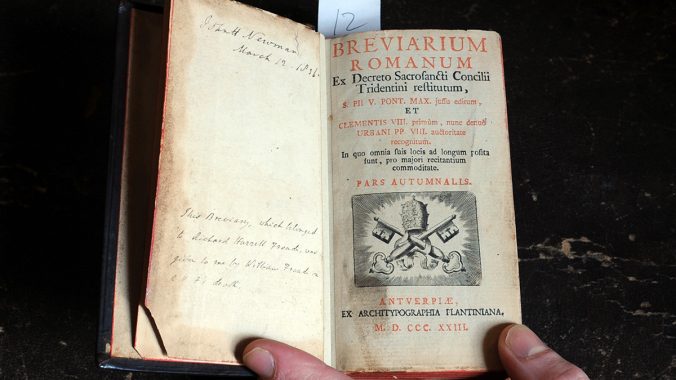 John H Newman
March 12. 1836
This Breviary, which belonged
to Richard Hurrell Froude, was
given to me by William Froude
death.
12
BREVIARIUM
ROMANUM
Ex Decreto Sacrosancti Concilii
Tridentini restitutum,
S. PII V. PONT. MAX. jussu editum,
ET
CLEMENTIS VIII. primùm, nunc denuò
URBANI PP. VIII. auctoritate
recognitum.
In quo omnia suis locis ad longum posita
sunt, pro majori recitantium
commoditate.
PARS AUTUMNALIS.
ANTVERPIÆ,
EX ARCHITYPOGRAPHIA PLANTINIANA,
M. D. CCC. XXIII.